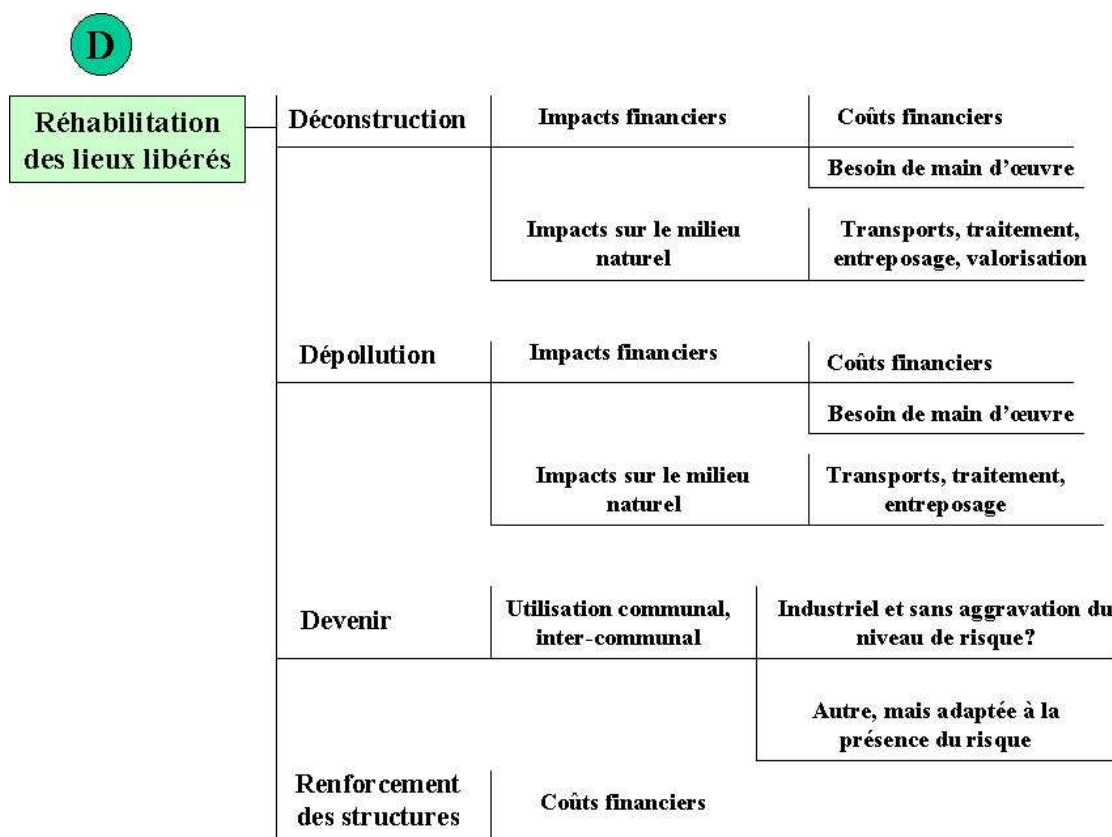 D
Réhabilitation
des lieux libérés
Déconstruction
Impacts financiers
Coûts financiers
Besoin de main d'œuvre
Impacts sur le milieu
naturel
Transports, traitement,
entreposage, valorisation
Dépollution
Impacts financiers
Coûts financiers
Besoin de main d'œuvre
Impacts sur le milieu
naturel
Transports, traitement,
entreposage
Devenir
Utilisation communal,
inter-communal
Industriel et sans aggravation du
niveau de risque?
Autre, mais adaptée à la
présence du risque
Renforcement
des structures
Coûts financiers